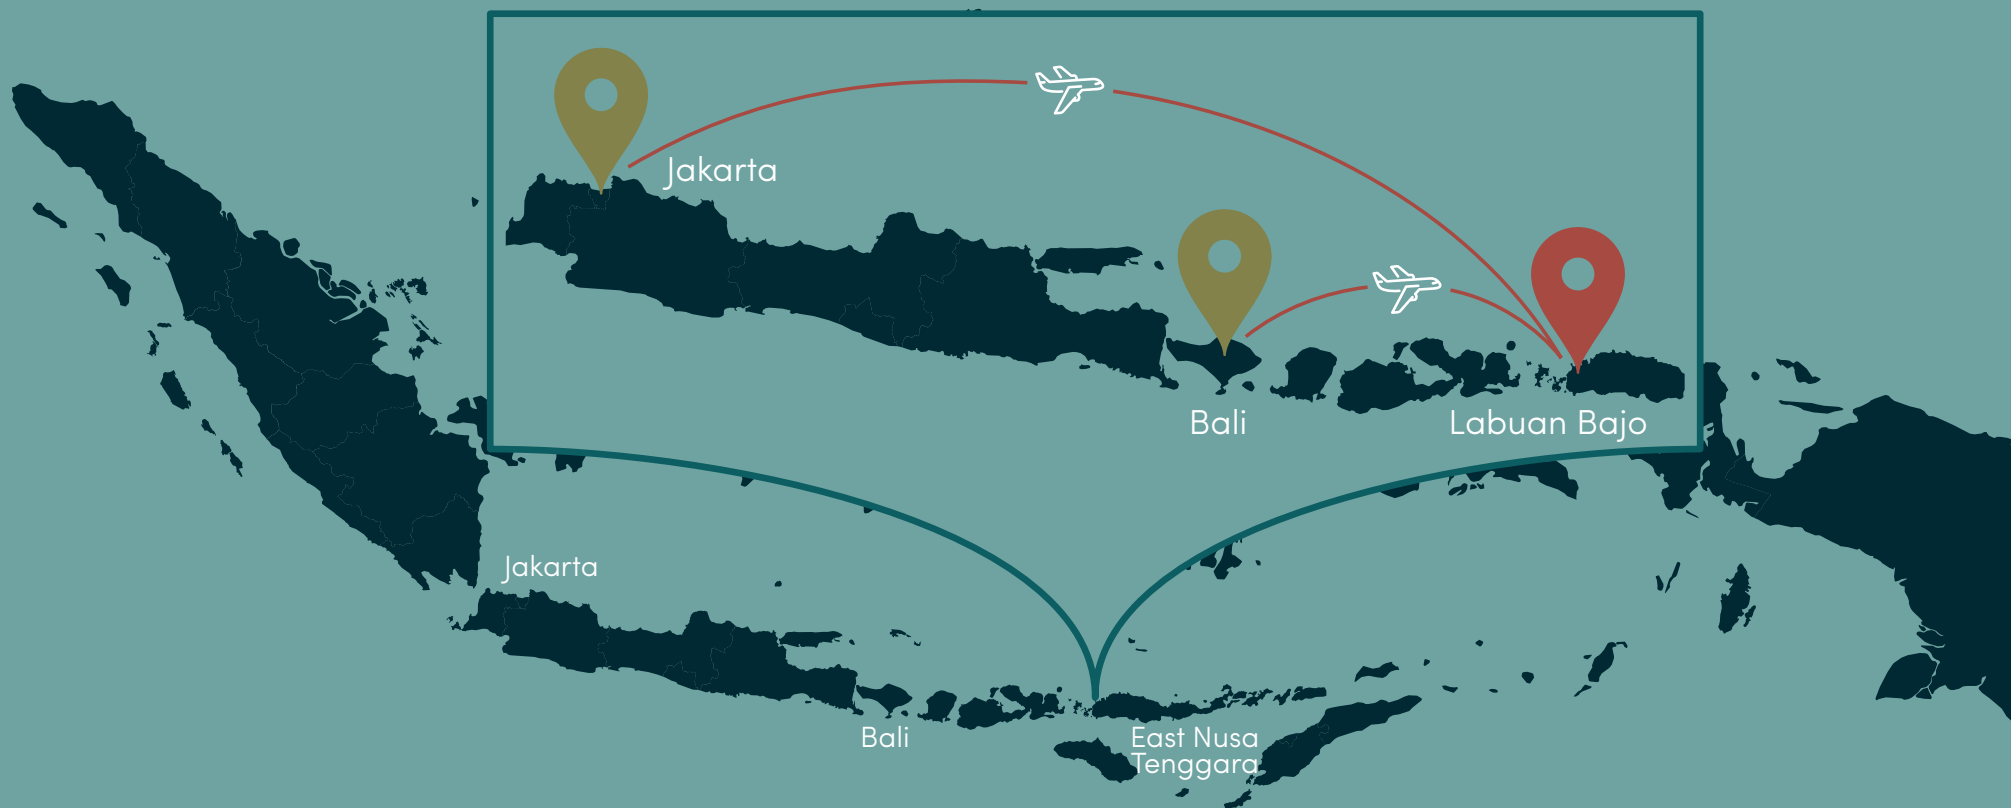 Jakarta
Bali
Labuan Bajo
Jakarta
Bali
East Nusa
Tenggara